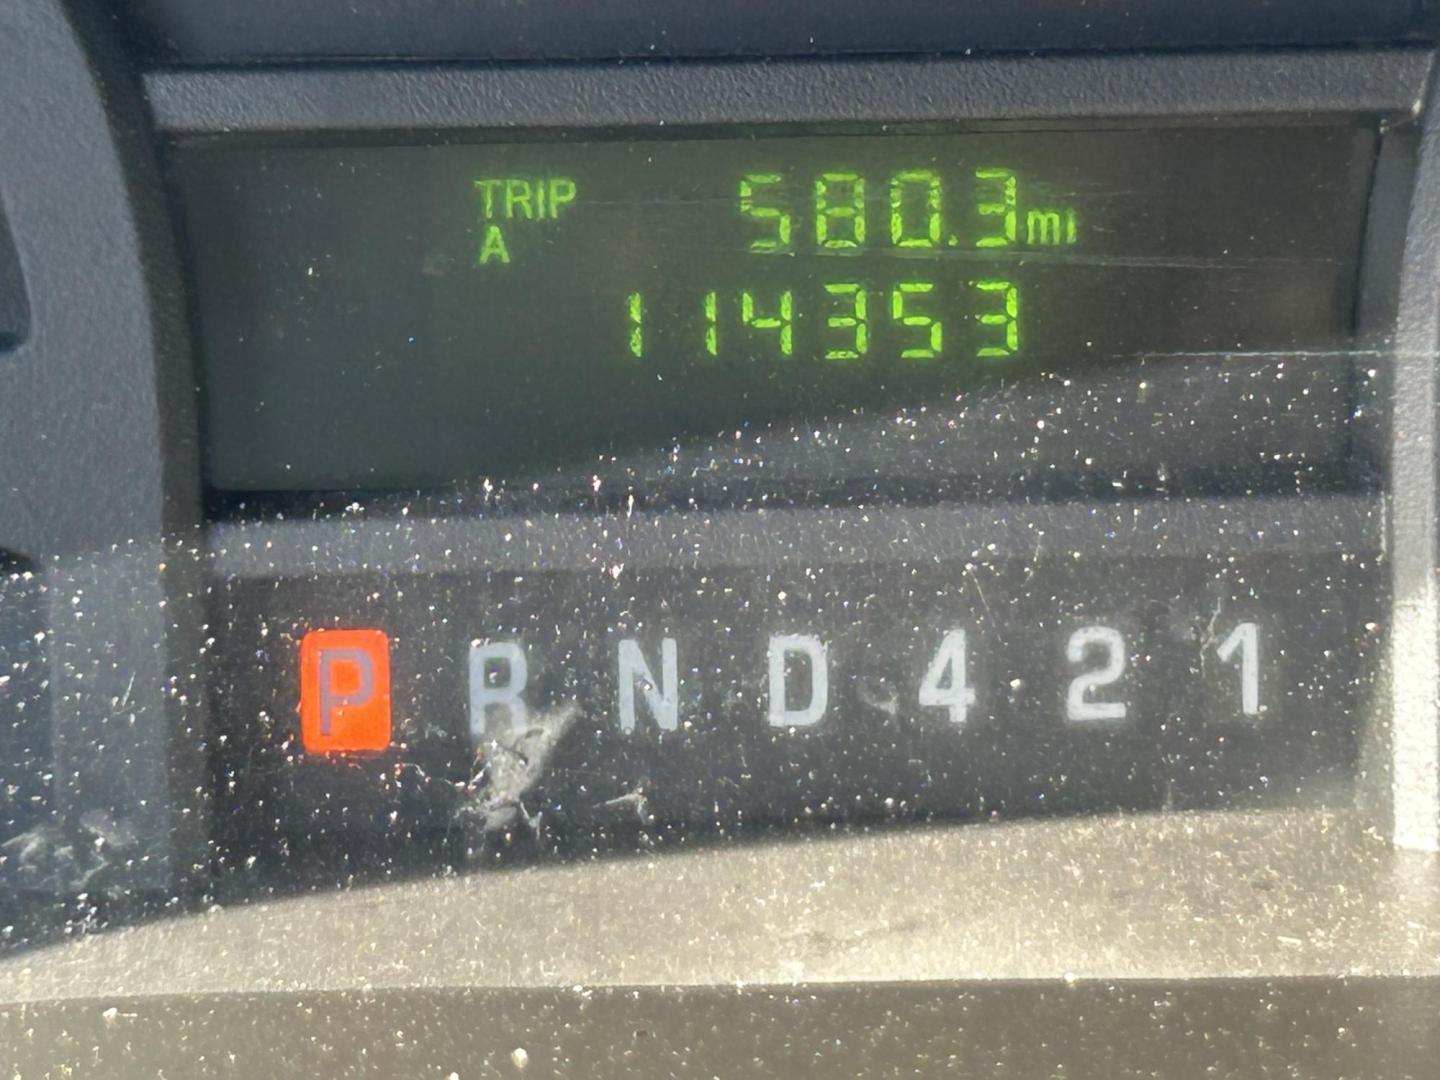 TRIP 580.3mi
A
114353
P R N D 4 2 1